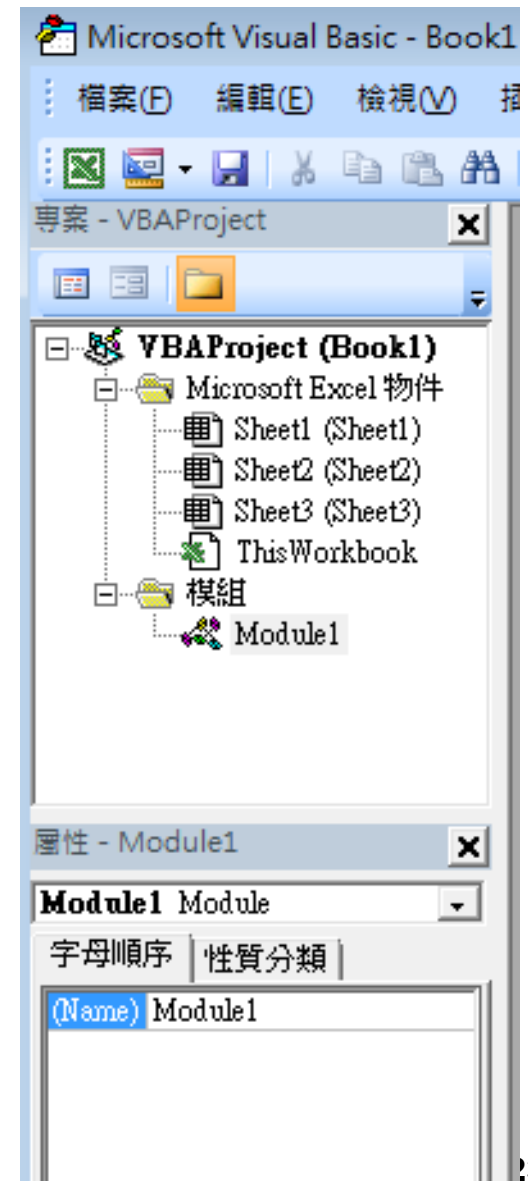 Microsoft Visual Basic - Book1
檔案(F) 編輯(E) 檢視(V)
專案 - VBAProject
VBAProject (Book1)
Microsoft Excel 物件
Sheet1 (Sheet1)
Sheet2 (Sheet2)
Sheet3 (Sheet3)
ThisWorkbook
模組
Module1
屬性 - Module1
Module1 Module
字母順序 性質分類
(Name) Module1